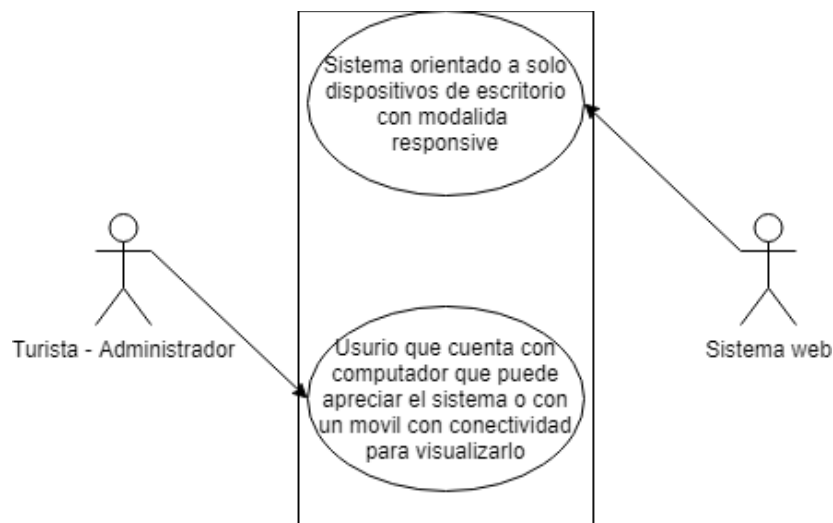 Sistema orientado a solo
dispositivos de escritorio
con modalida
responsive
Turista - Administrador
Sistema web
Usurio que cuenta con
computador que puede
apreciar el sistema o con
un movil con conectividad
para visualizarlo